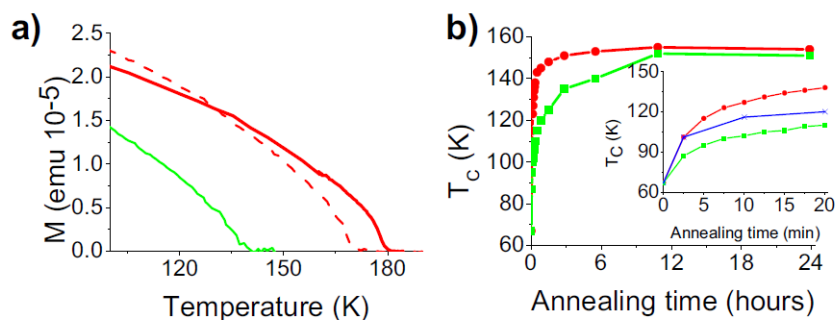 a)
2.5
2.0
1.5
1.0
0.5
0.0
M (emu 10-5)
120 150 180
Temperature (K)
b)
160
140
120
100
80
60
T_C (K)
0 6 12 18 24
Annealing time (hours)
150
120
90
60
T_C (K)
0 5 10 15 20
Annealing time (min)